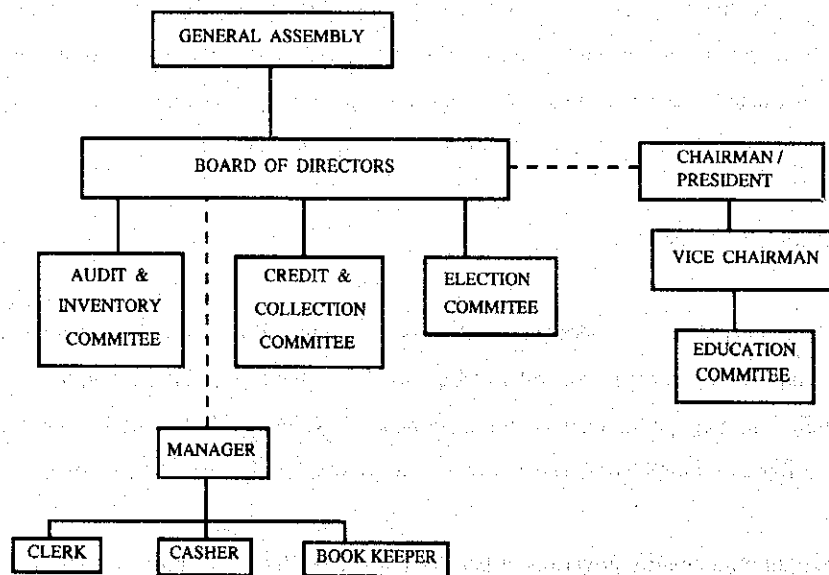 GENERAL ASSEMBLY
BOARD OF DIRECTORS
CHAIRMAN /
PRESIDENT
VICE CHAIRMAN
AUDIT &
INVENTORY
COMMITEE
CREDIT &
COLLECTION
COMMITEE
ELECTION
COMMITEE
EDUCATION
COMMITEE
MANAGER
CLERK
CASHER
BOOK KEEPER